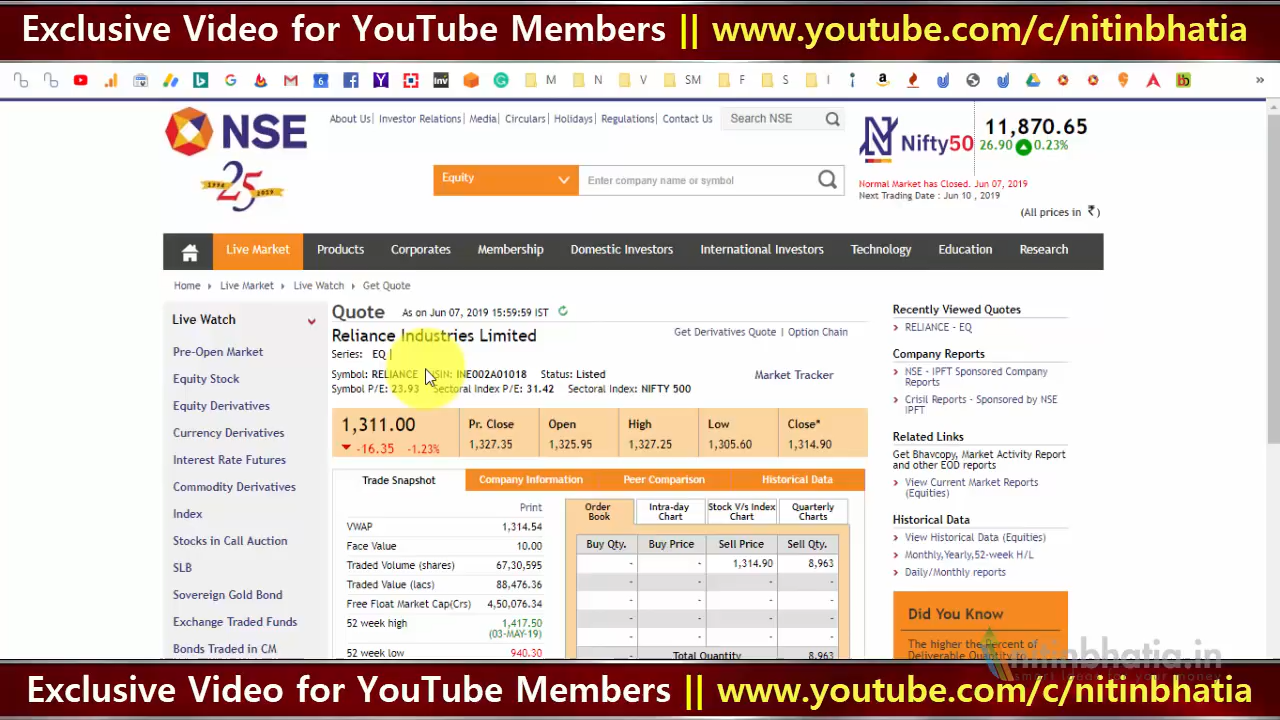 Exclusive Video for YouTube Members || www.youtube.com/c/nitinbhatia
M N V SM F S I »
NSE
1994 25 2019
About Us| Investor Relations| Media| Circulars| Holidays| Regulations| Contact Us
Search NSE
Equity
Enter company name or symbol
Nifty50
11,870.65
26.90 0.23%
Normal Market has Closed. Jun 07, 2019
Next Trading Date : Jun 10 , 2019
(All prices in ₹)
Live Market Products Corporates Membership Domestic Investors International Investors Technology Education Research
Home › Live Market › Live Watch › Get Quote
Live Watch
Pre-Open Market
Equity Stock
Equity Derivatives
Currency Derivatives
Interest Rate Futures
Commodity Derivatives
Index
Stocks in Call Auction
SLB
Sovereign Gold Bond
Exchange Traded Funds
Bonds Traded in CM
Quote As on Jun 07, 2019 15:59:59 IST
Reliance Industries Limited
Get Derivatives Quote | Option Chain
Series: EQ |
Symbol: RELIANCE ISIN: INE002A01018 Status: Listed
Market Tracker
Symbol P/E: 23.93 Sectoral Index P/E: 31.42 Sectoral Index: NIFTY 500
1,311.00
-16.35 -1.23%
Pr. Close Open High Low Close*
1,327.35 1,325.95 1,327.25 1,305.60 1,314.90
Trade Snapshot Company Information Peer Comparison Historical Data
Print
VWAP 1,314.54
Face Value 10.00
Traded Volume (shares) 67,30,595
Traded Value (lacs) 88,476.36
Free Float Market Cap(Crs) 4,50,076.34
52 week high 1,417.50
(03-MAY-19)
52 week low 940.30
Order Book
Intra-day Chart
Stock V/s Index Chart
Quarterly Charts
Buy Qty. Buy Price Sell Price Sell Qty.
- - 1,314.90 8,963
- - - -
- - - -
- - - -
- - - -
Total Quantity 8,963
Recently Viewed Quotes
RELIANCE - EQ
Company Reports
NSE - IPFT Sponsored Company
Reports
Crisil Reports - Sponsored by NSE
IPFT
Related Links
Get Bhavcopy, Market Activity Report
and other EOD reports
View Current Market Reports
(Equities)
Historical Data
View Historical Data (Equities)
Monthly,Yearly,52-week H/L
Daily/Monthly reports
Did You Know
The higher the Percent of
Deliverable Quantity to
nitinbhatia.in
smart ideas for your money
Exclusive Video for YouTube Members || www.youtube.com/c/nitinbhatia